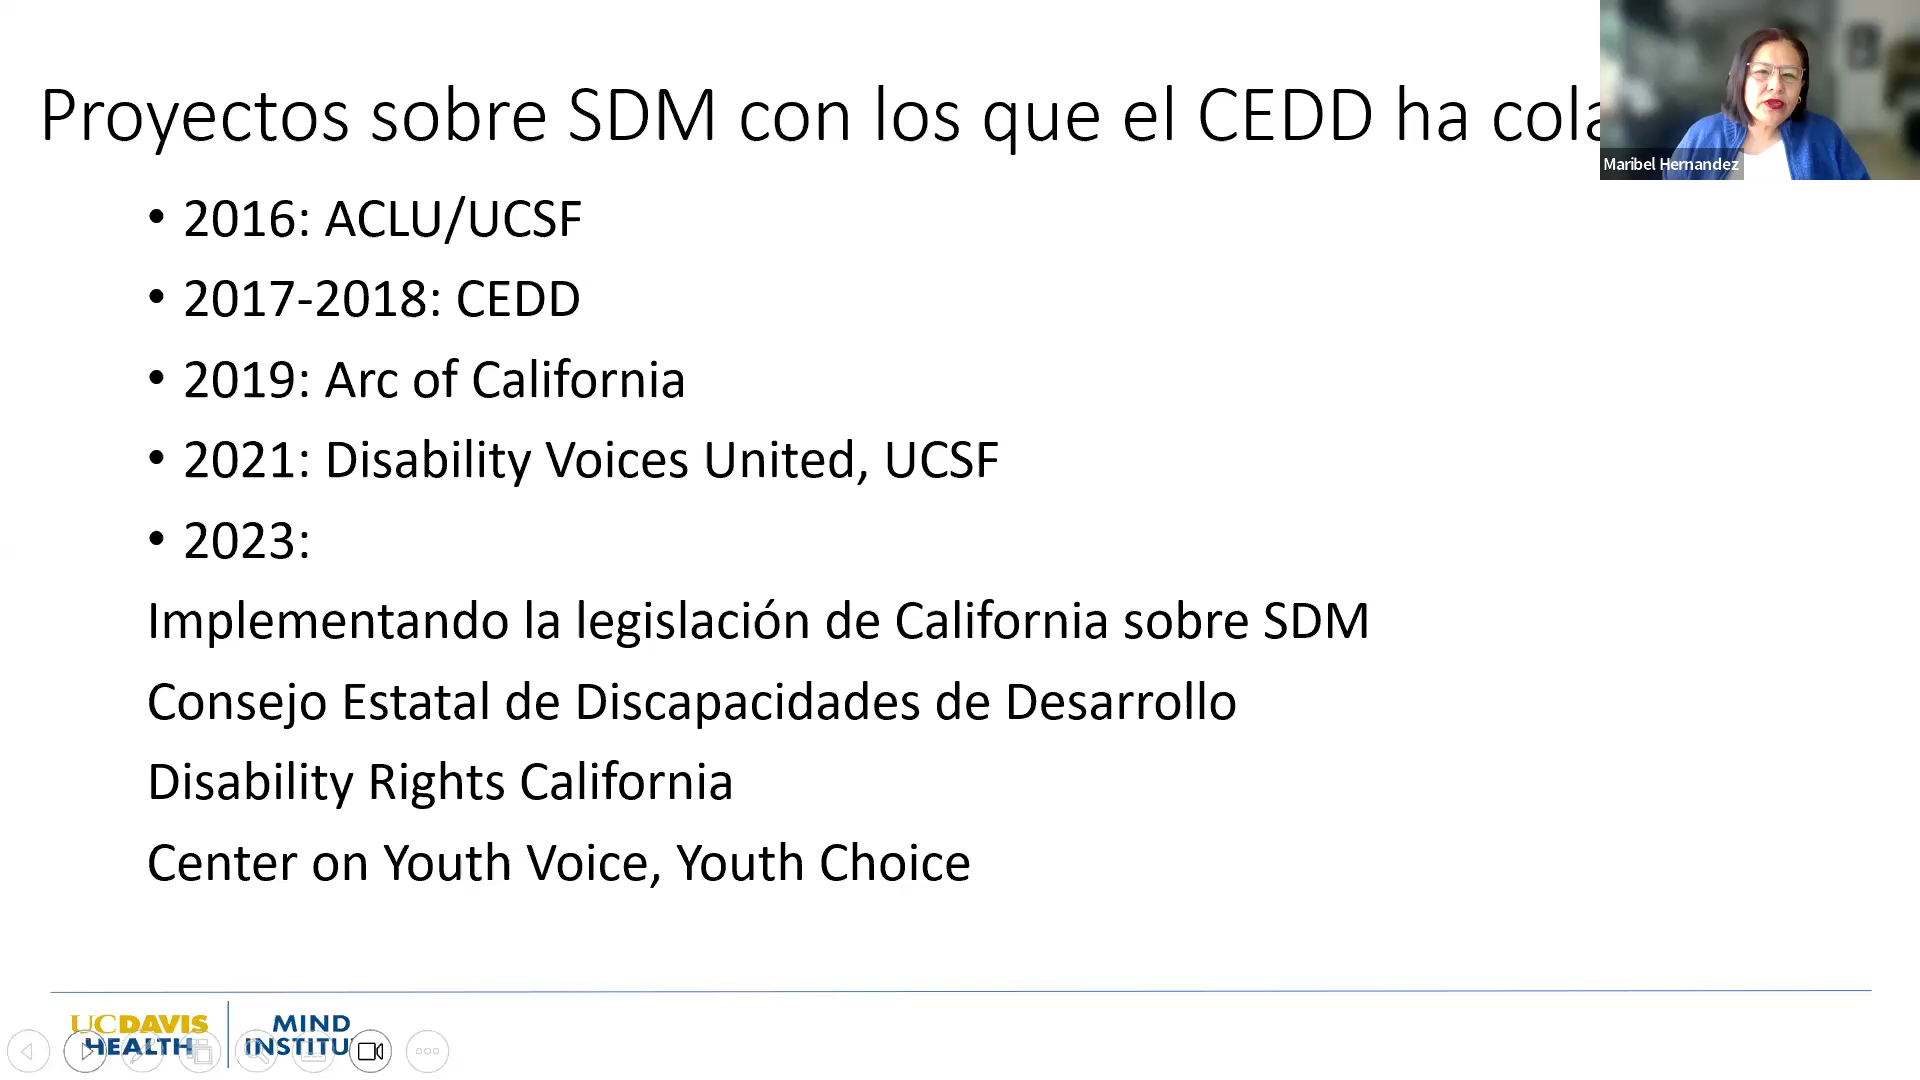 Proyectos sobre SDM con los que el CEDD ha cola
Maribel Hernandez
• 2016: ACLU/UCSF
• 2017-2018: CEDD
• 2019: Arc of California
• 2021: Disability Voices United, UCSF
• 2023:
Implementando la legislación de California sobre SDM
Consejo Estatal de Discapacidades de Desarrollo
Disability Rights California
Center on Youth Voice, Youth Choice
UCDAVIS
HEALTH
MIND
INSTITU